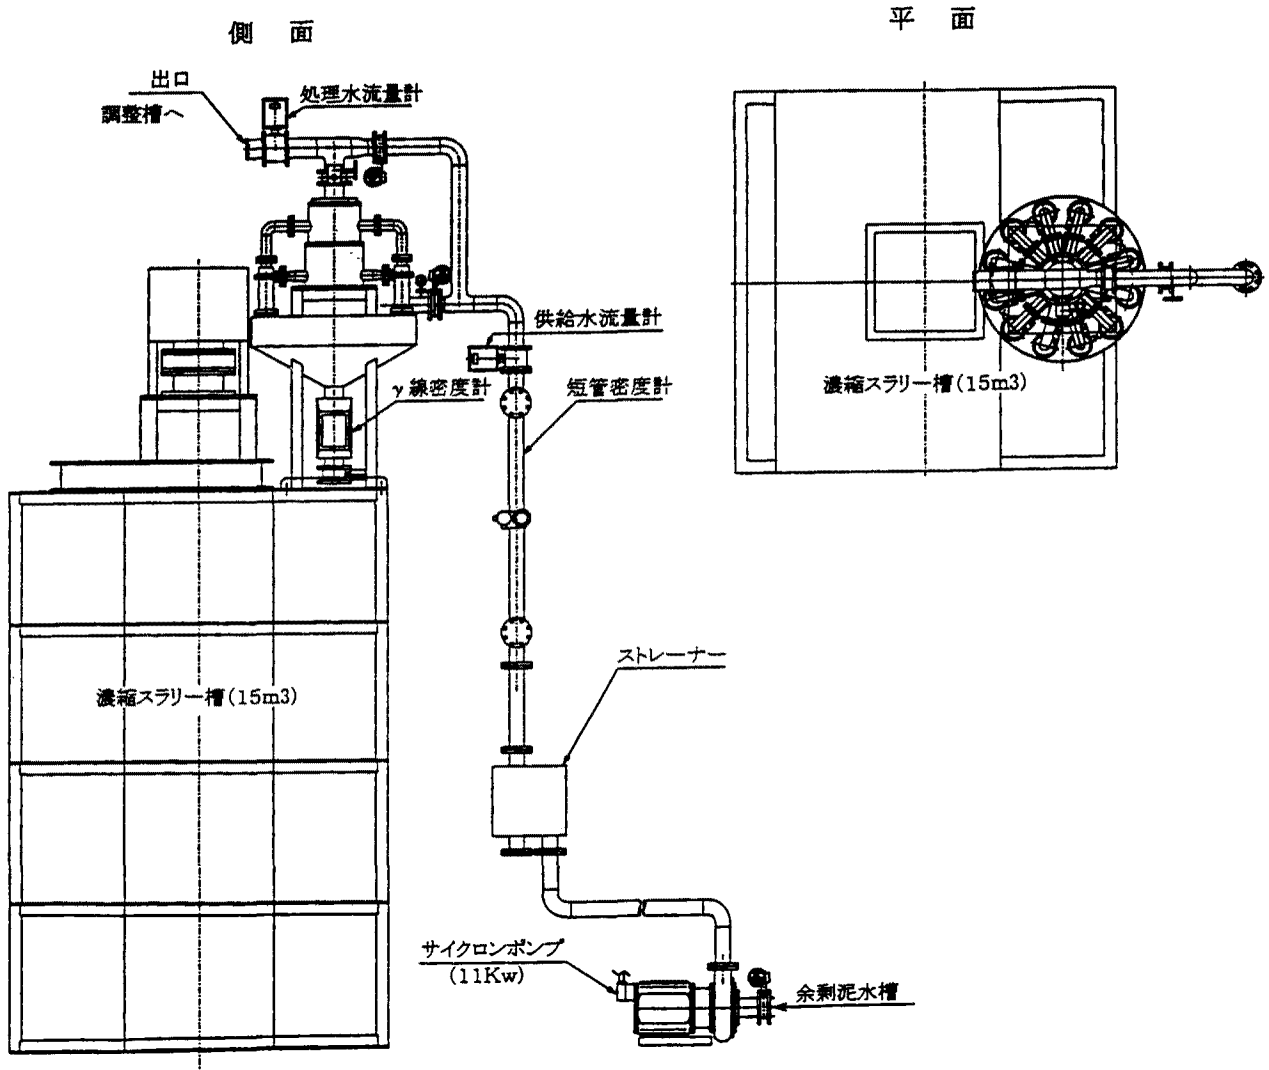 側 面
平 面
出口
調整槽へ
処理水流量計
供給水流量計
γ線密度計
短管密度計
濃縮スラリー槽(15m3)
ストレーナー
濃縮スラリー槽(15m3)
サイクロンポンプ
(11Kw)
余剰泥水槽